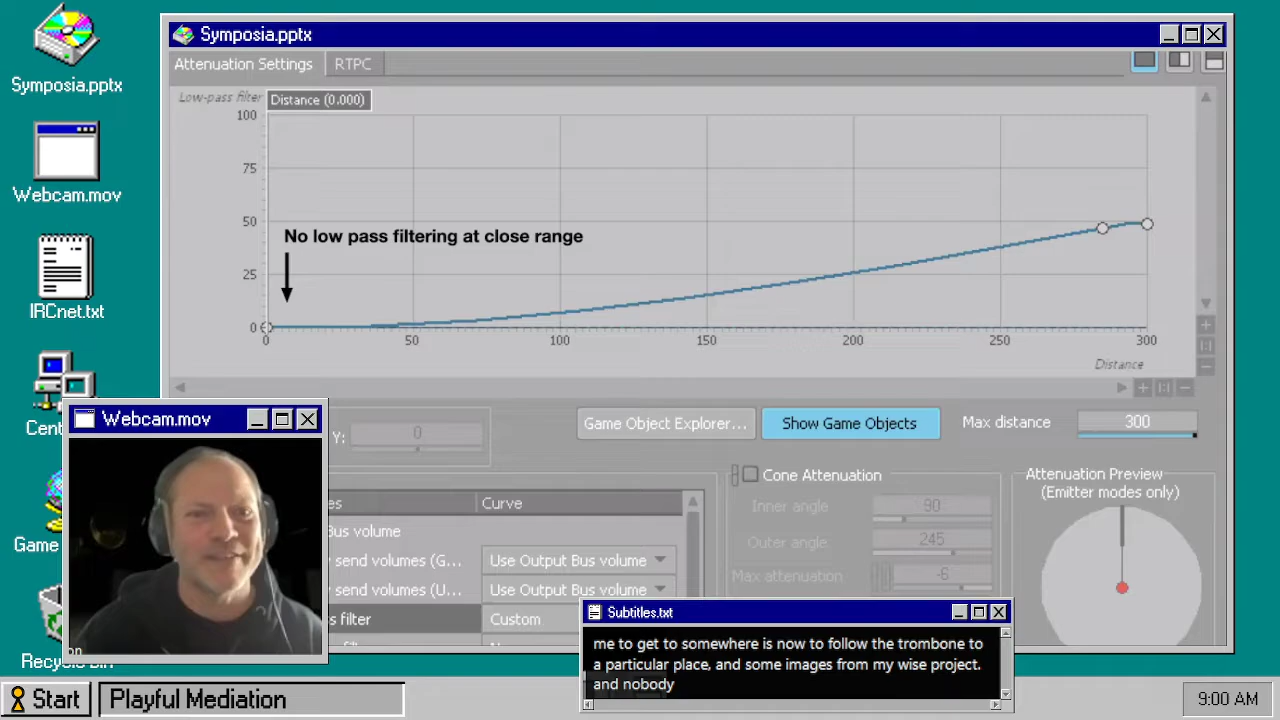 Symposia.pptx
Webcam.mov
IRCnet.txt
Symposia.pptx
Attenuation Settings
RTPC
Low-pass filter
Distance (0.000)
100
75
50
25
0
No low pass filtering at close range
0
50
100
150
200
250
300
Distance
Y:
0
Game Object Explorer...
Show Game Objects
Max distance
300
Curve
Bus volume
send volumes (G...
Use Output Bus volume
send volumes (U...
Use Output Bus volume
filter
Custom
Cone Attenuation
Inner angle
90
Outer angle
245
Max attenuation
-6
Attenuation Preview
(Emitter modes only)
Webcam.mov
Game
Subtitles.txt
me to get to somewhere is now to follow the trombone to
a particular place, and some images from my wise project.
and nobody
Start
Playful Mediation
9:00 AM